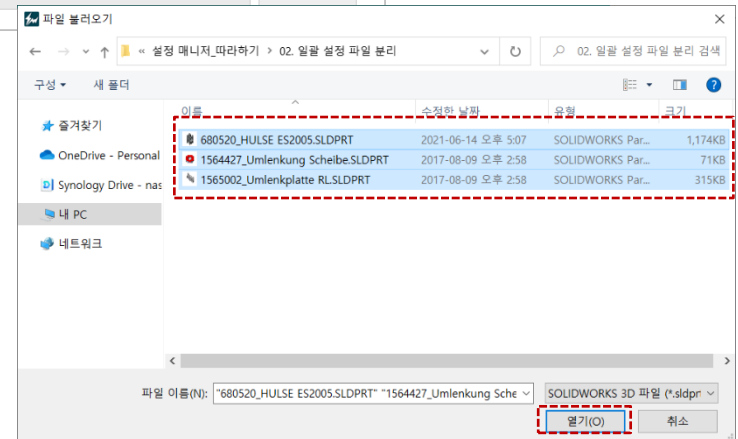 파일 불러오기
« 설정 매니저_따라하기 > 02. 일괄 설정 파일 분리
02. 일괄 설정 파일 분리 검색
구성 새 폴더
이름 수정한 날짜 유형 크기
즐겨찾기
680520_HULSE ES2005.SLDPRT 2021-06-14 오후 5:07 SOLIDWORKS Par... 1,174KB
OneDrive - Personal
1564427_Umlenkung Scheibe.SLDPRT 2017-08-09 오후 2:58 SOLIDWORKS Par... 71KB
Synology Drive - nas
1565002_Umlenkplatte RL.SLDPRT 2017-08-09 오후 2:58 SOLIDWORKS Par... 315KB
내 PC
네트워크
파일 이름(N): "680520_HULSE ES2005.SLDPRT" "1564427_Umlenkung Sche
SOLIDWORKS 3D 파일 (*.sldpr
열기(O) 취소